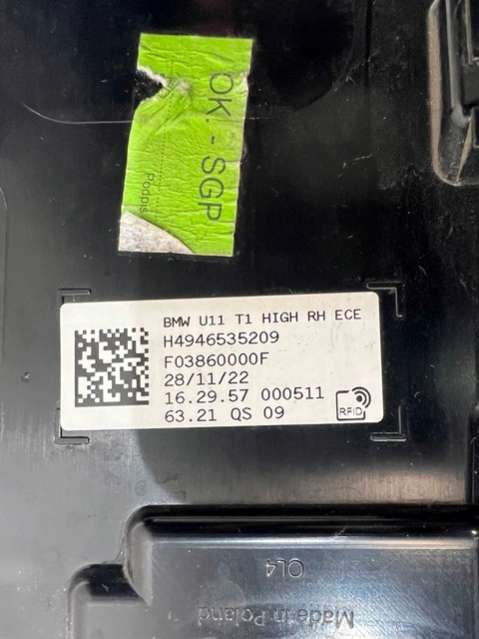 OK. - SGP
Podpis
BMW U11 T1 HIGH RH ECE
H4946535209
F03860000F
28/11/22
16.29.57 000511
63.21 QS 09
RFID
OL4
Made in Poland